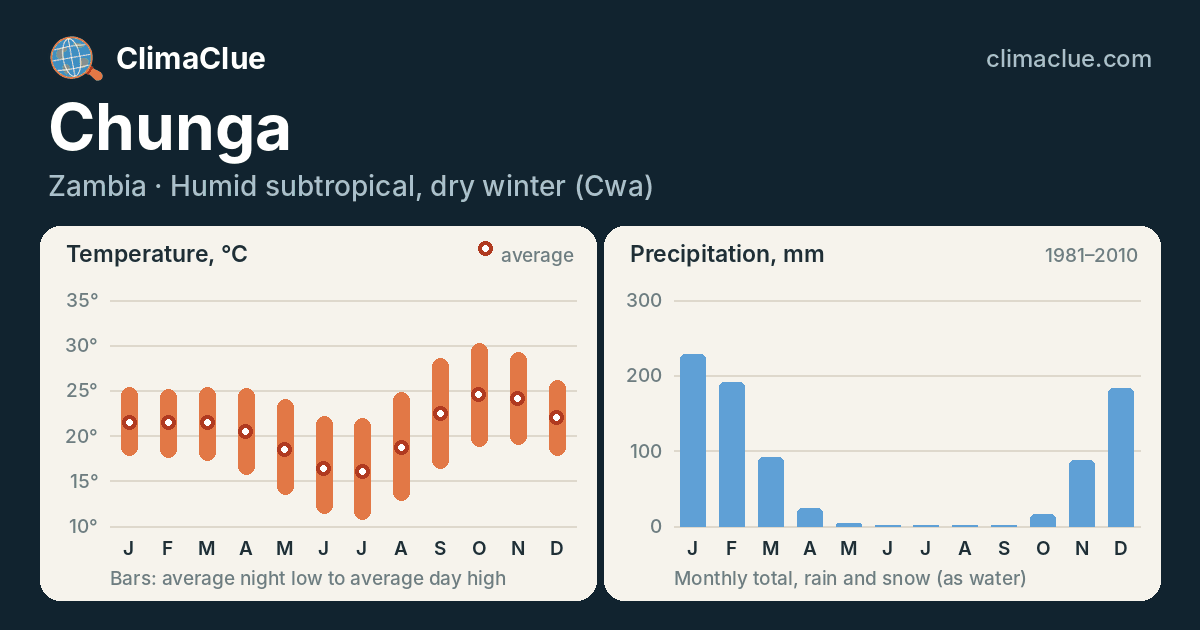 ClimaClue
climaclue.com
Chunga
Zambia · Humid subtropical, dry winter (Cwa)
Temperature, °C
average
35°
30°
25°
20°
15°
10°
J F M A M J J A S O N D
Bars: average night low to average day high
Precipitation, mm
1981–2010
300
200
100
0
J F M A M J J A S O N D
Monthly total, rain and snow (as water)